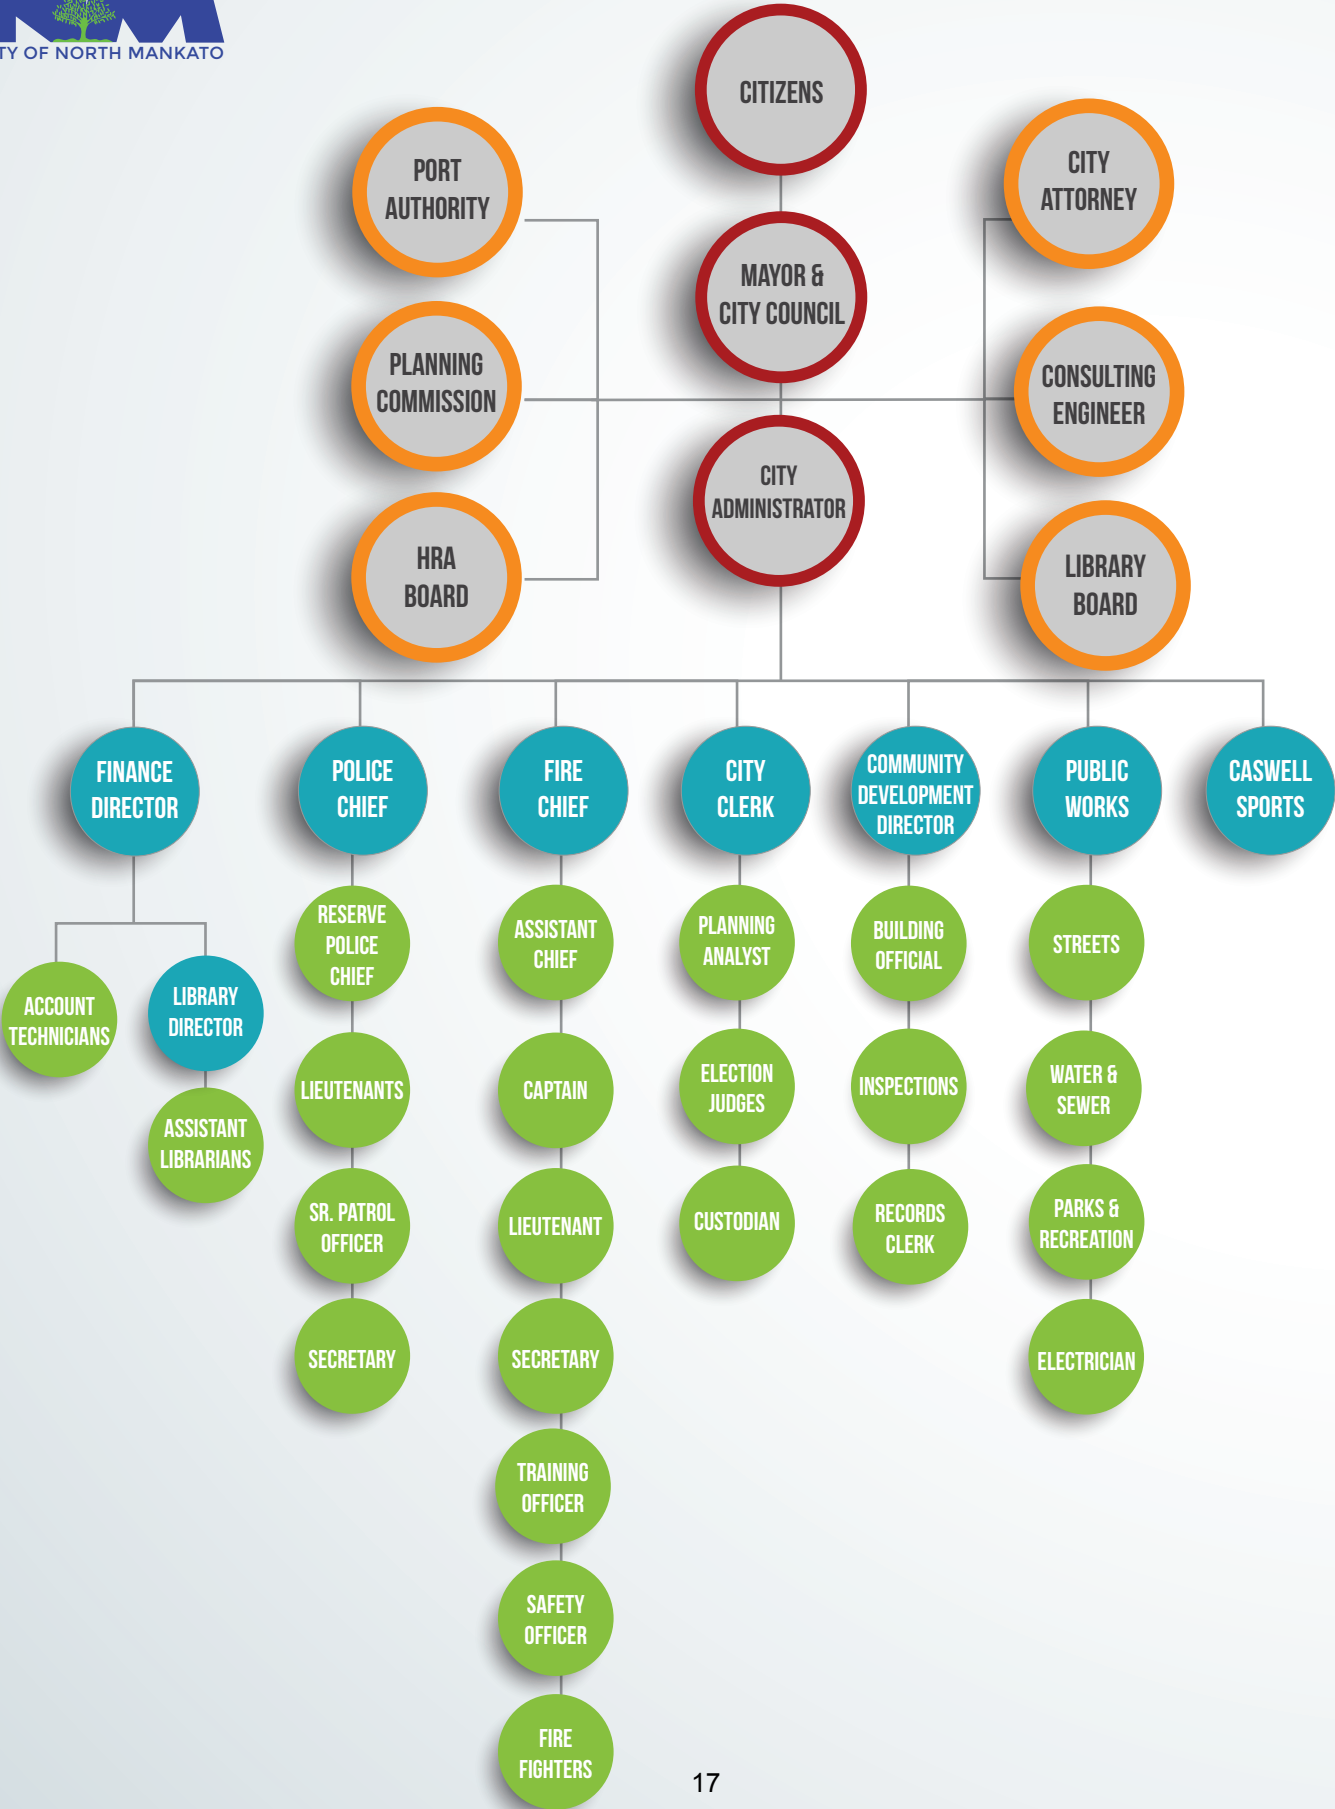 TY OF NORTH MANKATO
CITIZENS
PORT
AUTHORITY
CITY
ATTORNEY
MAYOR &
CITY COUNCIL
PLANNING
COMMISSION
CONSULTING
ENGINEER
CITY
ADMINISTRATOR
HRA
BOARD
LIBRARY
BOARD
FINANCE
DIRECTOR
POLICE
CHIEF
FIRE
CHIEF
CITY
CLERK
COMMUNITY
DEVELOPMENT
DIRECTOR
PUBLIC
WORKS
CASWELL
SPORTS
ACCOUNT
TECHNICIANS
LIBRARY
DIRECTOR
ASSISTANT
LIBRARIANS
RESERVE
POLICE
CHIEF
LIEUTENANTS
SR. PATROL
OFFICER
SECRETARY
ASSISTANT
CHIEF
CAPTAIN
LIEUTENANT
SECRETARY
TRAINING
OFFICER
SAFETY
OFFICER
FIRE
FIGHTERS
PLANNING
ANALYST
ELECTION
JUDGES
CUSTODIAN
BUILDING
OFFICIAL
INSPECTIONS
RECORDS
CLERK
STREETS
WATER &
SEWER
PARKS &
RECREATION
ELECTRICIAN
17